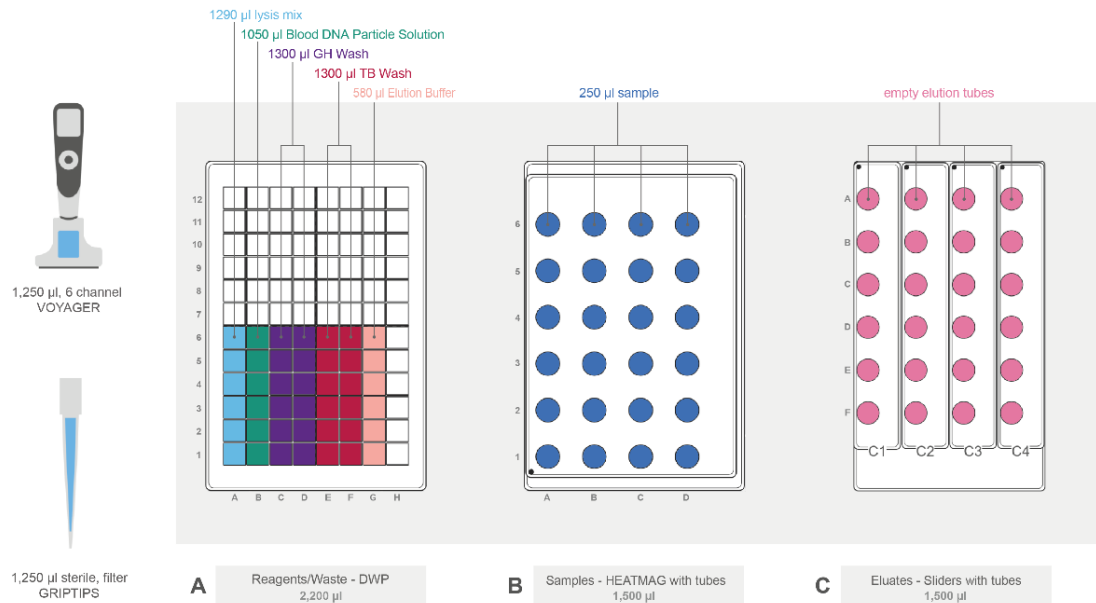 1290 µl lysis mix
1050 µl Blood DNA Particle Solution
1300 µl GH Wash
1300 µl TB Wash
580 µl Elution Buffer
250 µl sample
empty elution tubes
1,250 µl, 6 channel
VOYAGER
1,250 µl sterile, filter
GRIPTIPS
12
11
10
9
8
7
6
5
4
3
2
1
A B C D E F G H
6
5
4
3
2
1
A B C D
A
B
C
D
E
F
C1 C2 C3 C4
A
Reagents/Waste - DWP
2,200 µl
B
Samples - HEATMAG with tubes
1,500 µl
C
Eluates - Sliders with tubes
1,500 µl